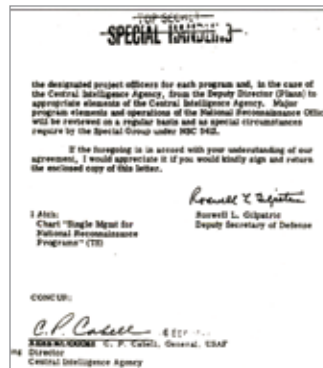 TOP SECRET
SPECIAL HANDLING
the designated project officers for each program and, in the case of
the Central Intelligence Agency, from the Deputy Director (Plans) to
appropriate elements of the Central Intelligence Agency. Major
program elements and operations of the National Reconnaissance Offic
will be reviewed on a regular basis and as special circumstances
require by the Special Group under NSC 5412.
If the foregoing is in accord with your understanding of our
agreement, I would appreciate it if you would kindly sign and return
the enclosed copy of this letter.
Roswell L. Gilpatric
1 Atch:
Chart "Single Mgmt for
National Reconnaissance
Programs" (TS)
Roswell L. Gilpatric
Deputy Secretary of Defense
CONCUR:
C. P. Cabell 6 SEP
C. P. Cabell, General, USAF
ng Director
Central Intelligence Agency